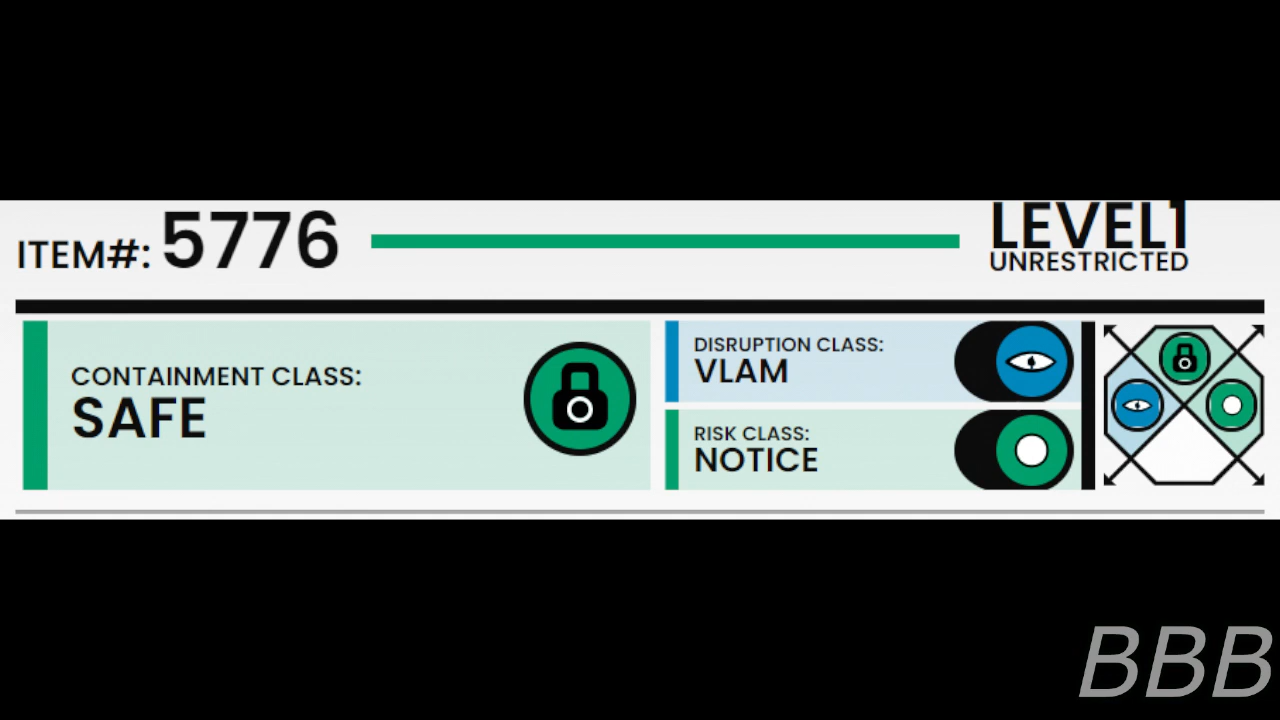 ITEM#: 5776
LEVEL1
UNRESTRICTED
CONTAINMENT CLASS:
SAFE
DISRUPTION CLASS:
VLAM
RISK CLASS:
NOTICE
BBB